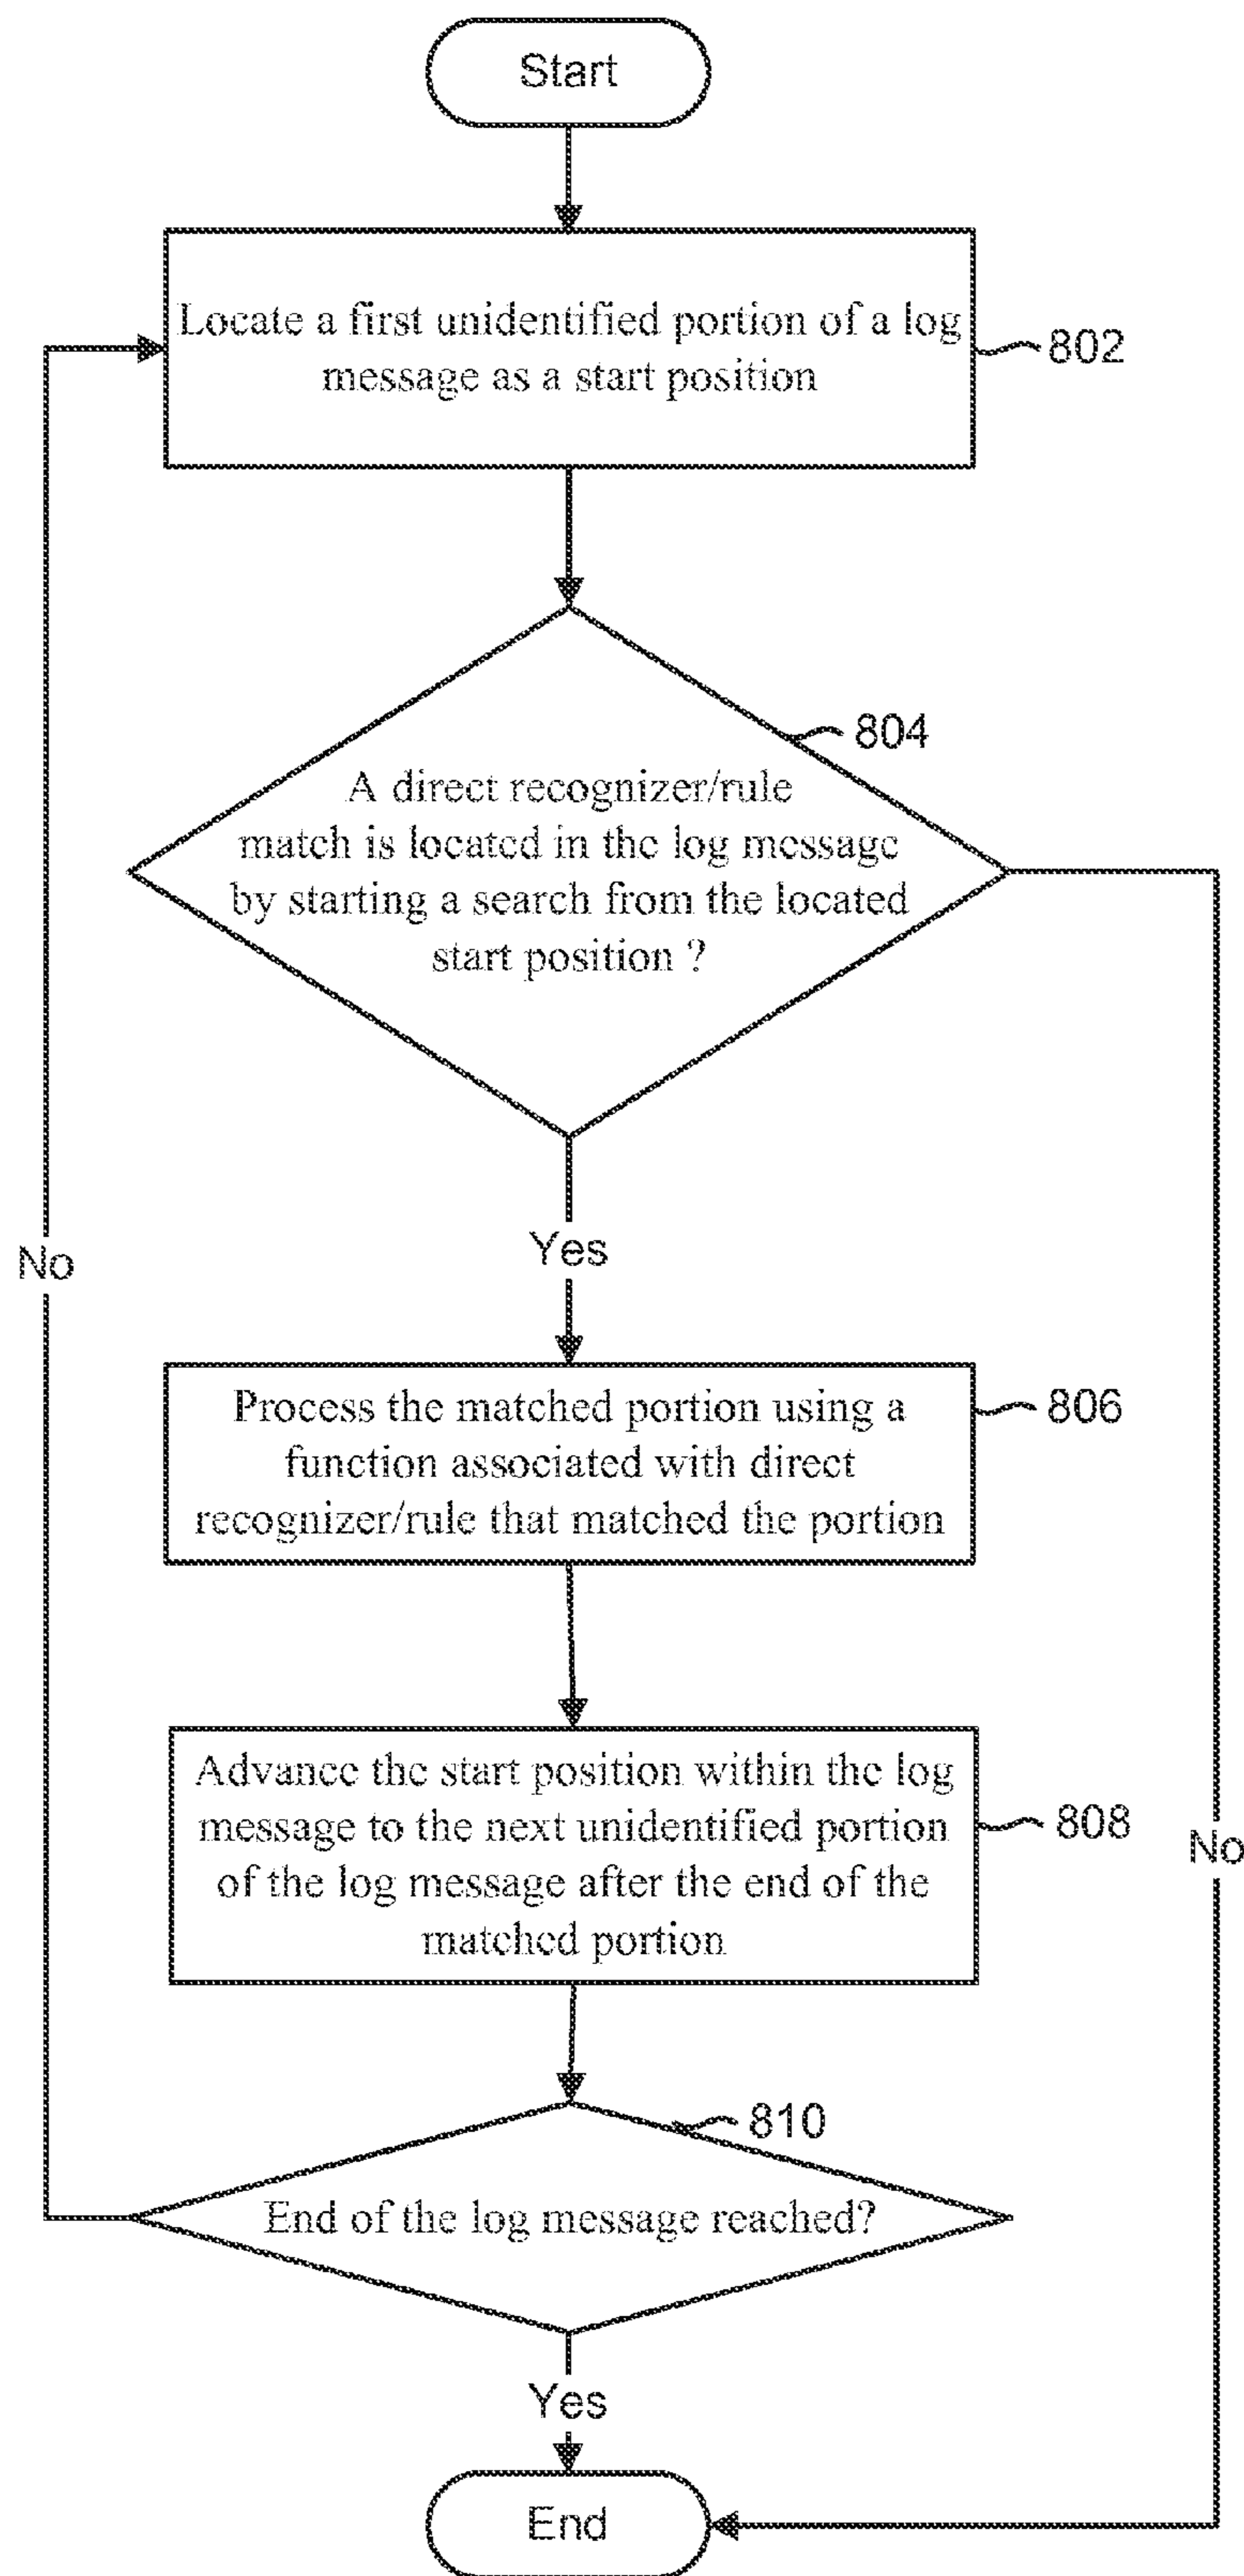 Start
Locate a first unidentified portion of a log
message as a start position
802
804
A direct recognizer/rule
match is located in the log message
by starting a search from the located
start position ?
No
Yes
Process the matched portion using a
function associated with direct
recognizer/rule that matched the portion
806
Advance the start position within the log
message to the next unidentified portion
of the log message after the end of the
matched portion
808
No
810
End of the log message reached?
Yes
End